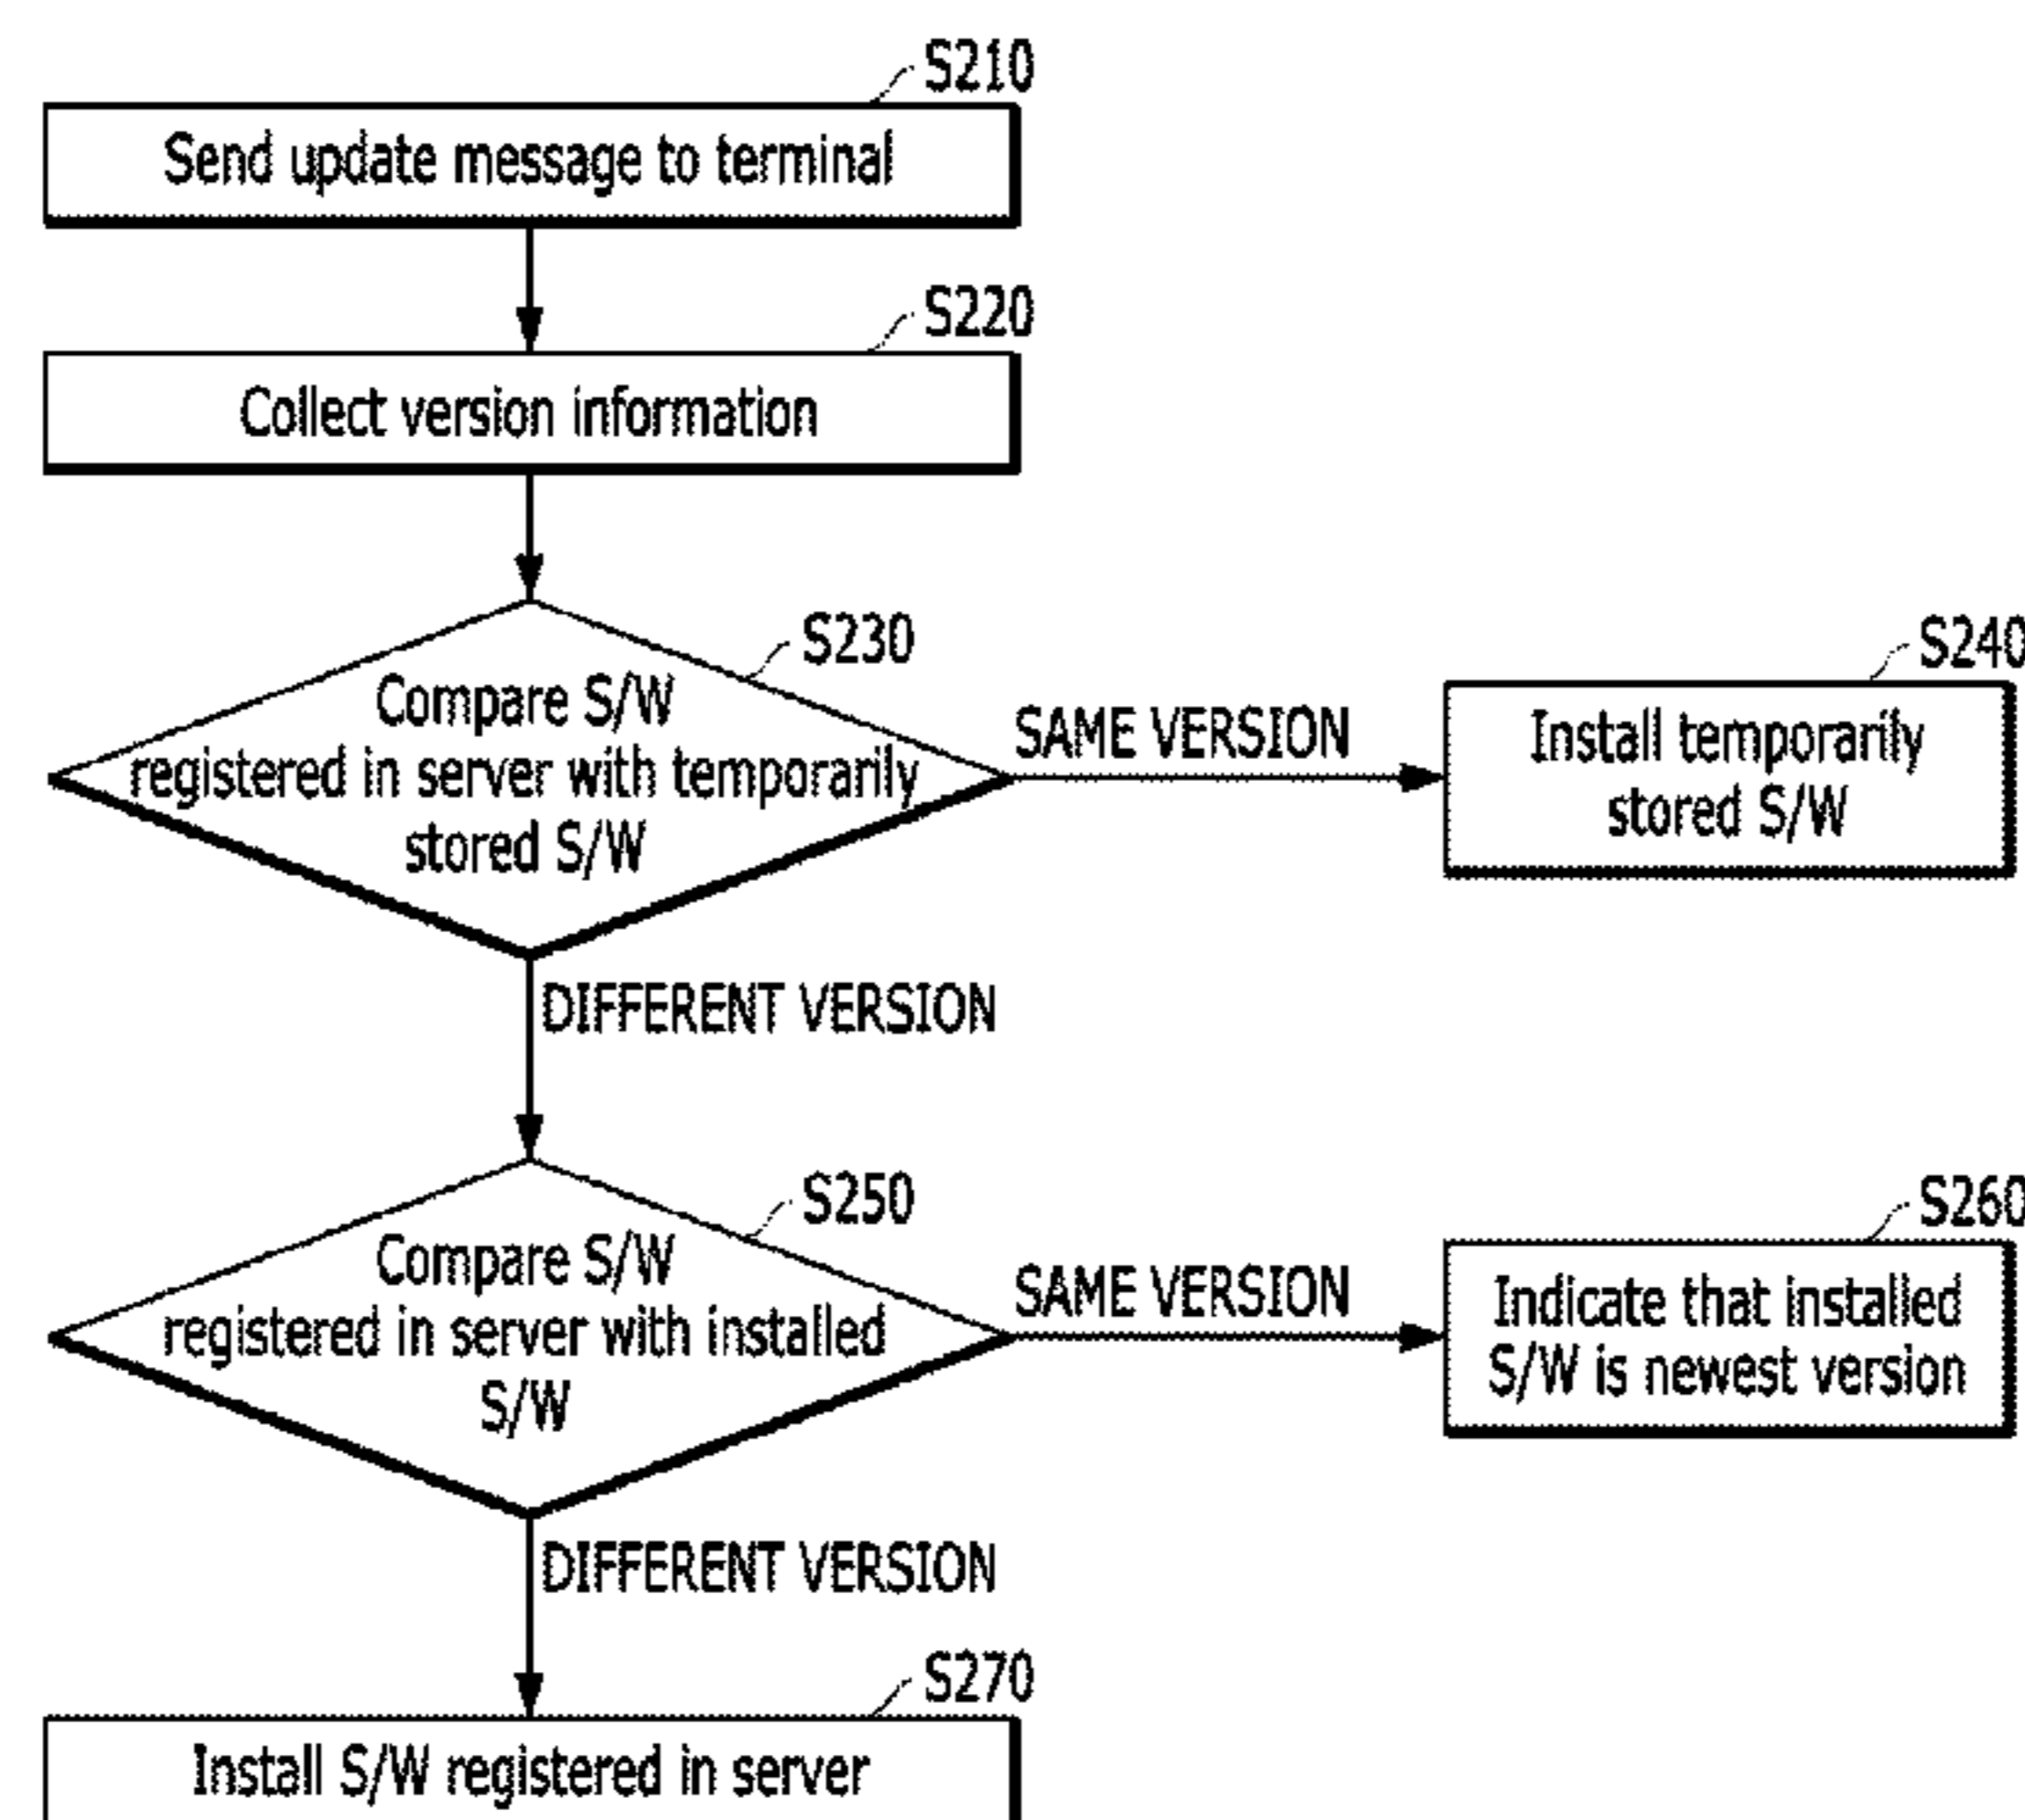 S210
Send update message to terminal
S220
Collect version information
S230
Compare S/W
registered in server with temporarily
stored S/W
SAME VERSION
S240
Install temporarily
stored S/W
DIFFERENT VERSION
S250
Compare S/W
registered in server with installed
S/W
SAME VERSION
S260
Indicate that installed
S/W is newest version
DIFFERENT VERSION
S270
Install S/W registered in server